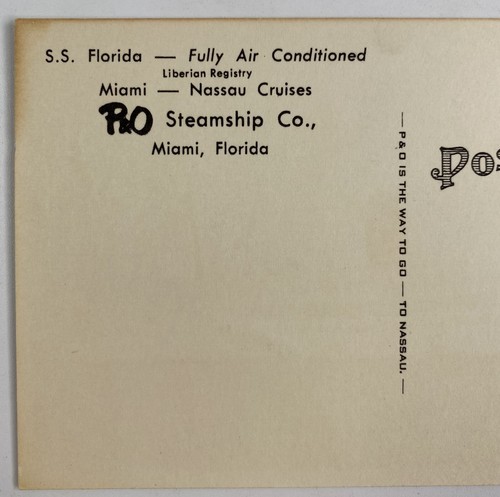 S.S. Florida — Fully Air Conditioned
Liberian Registry
Miami — Nassau Cruises
P&O Steamship Co.,
Miami, Florida
— P & O IS THE WAY TO GO — TO NASSAU. —